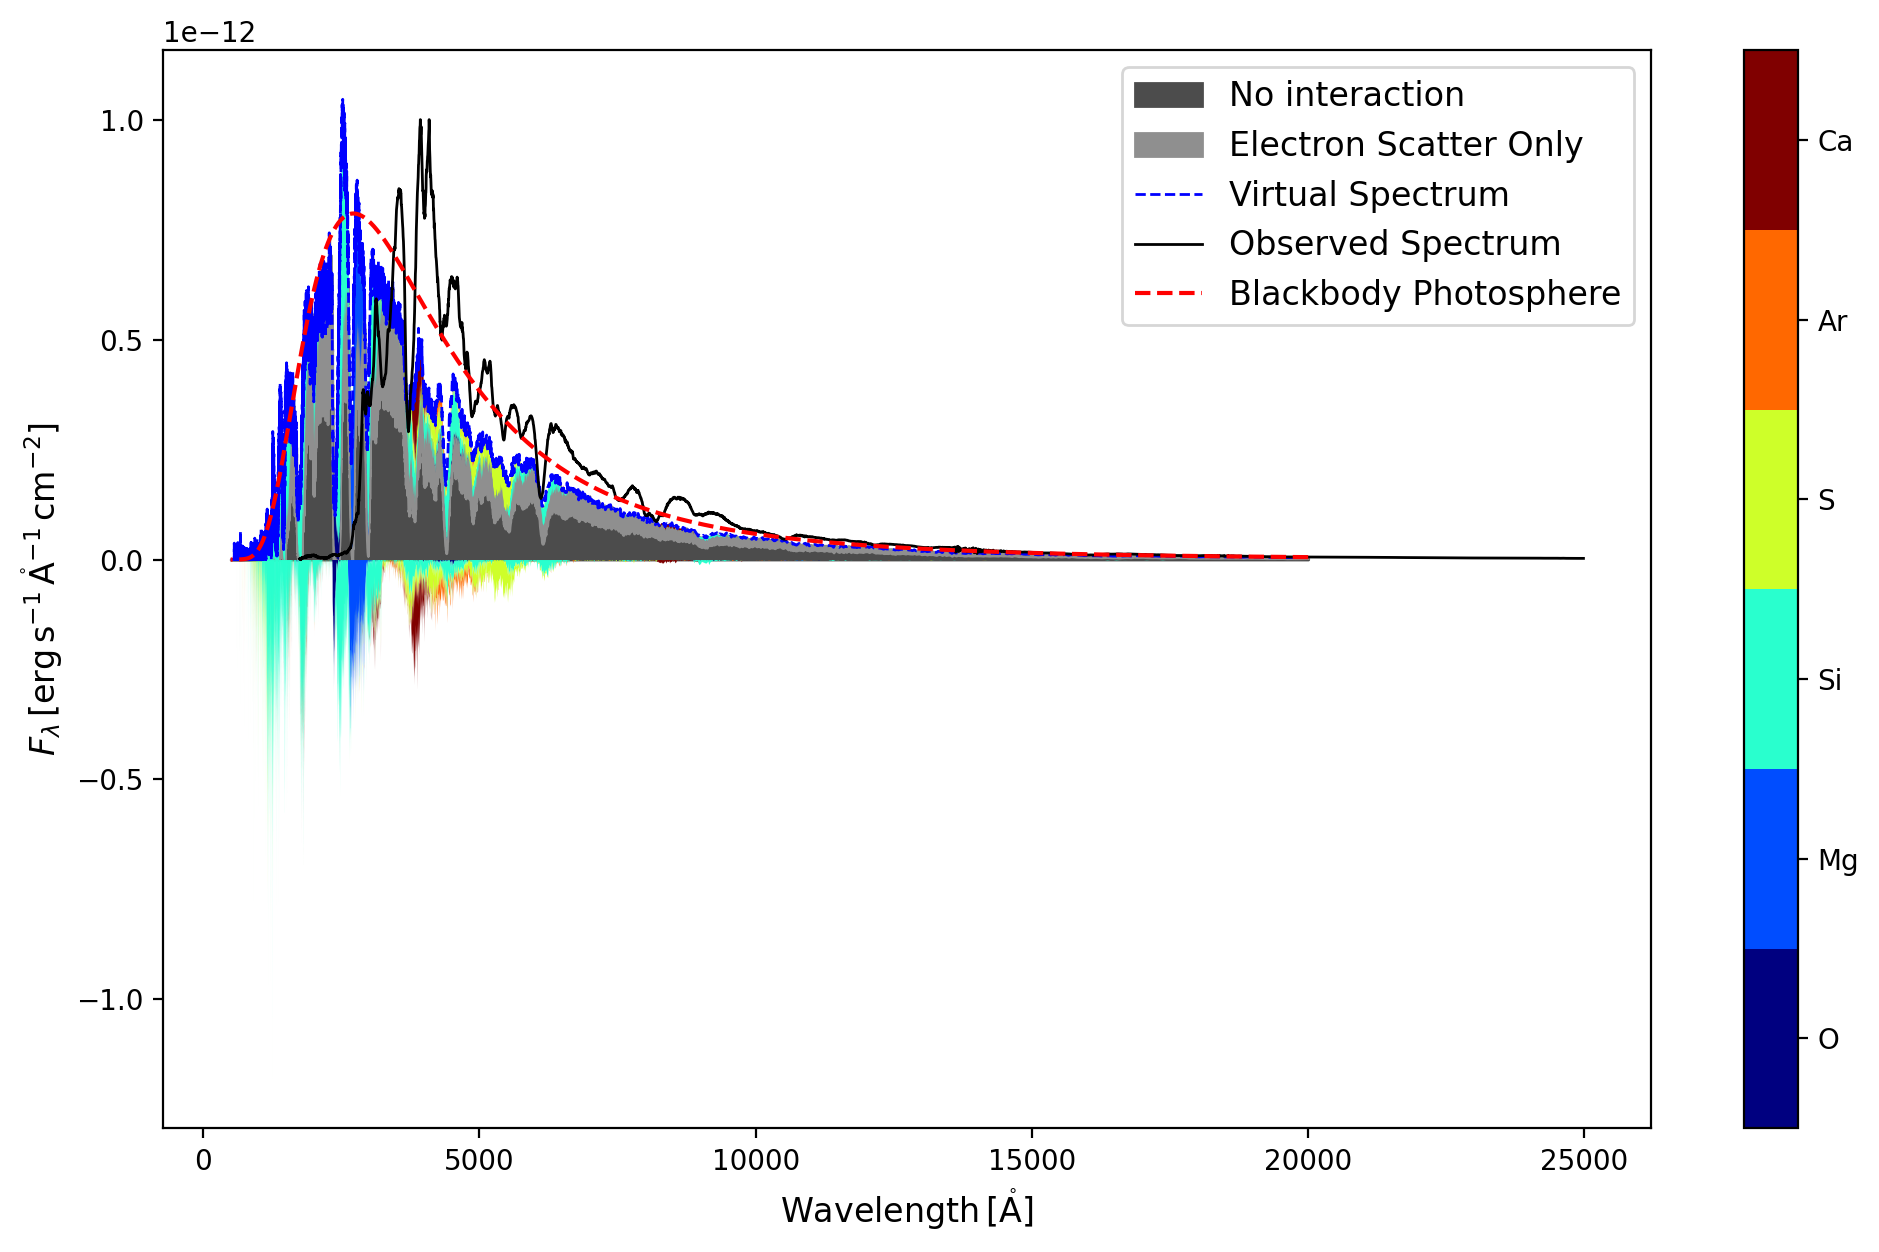 1e−12
1.0
0.5
0.0
−0.5
−1.0
F_λ [erg s⁻¹ Å⁻¹ cm⁻²]
0
5000
10000
15000
20000
25000
Wavelength [Å]
No interaction
Electron Scatter Only
Virtual Spectrum
Observed Spectrum
Blackbody Photosphere
Ca
Ar
S
Si
Mg
O